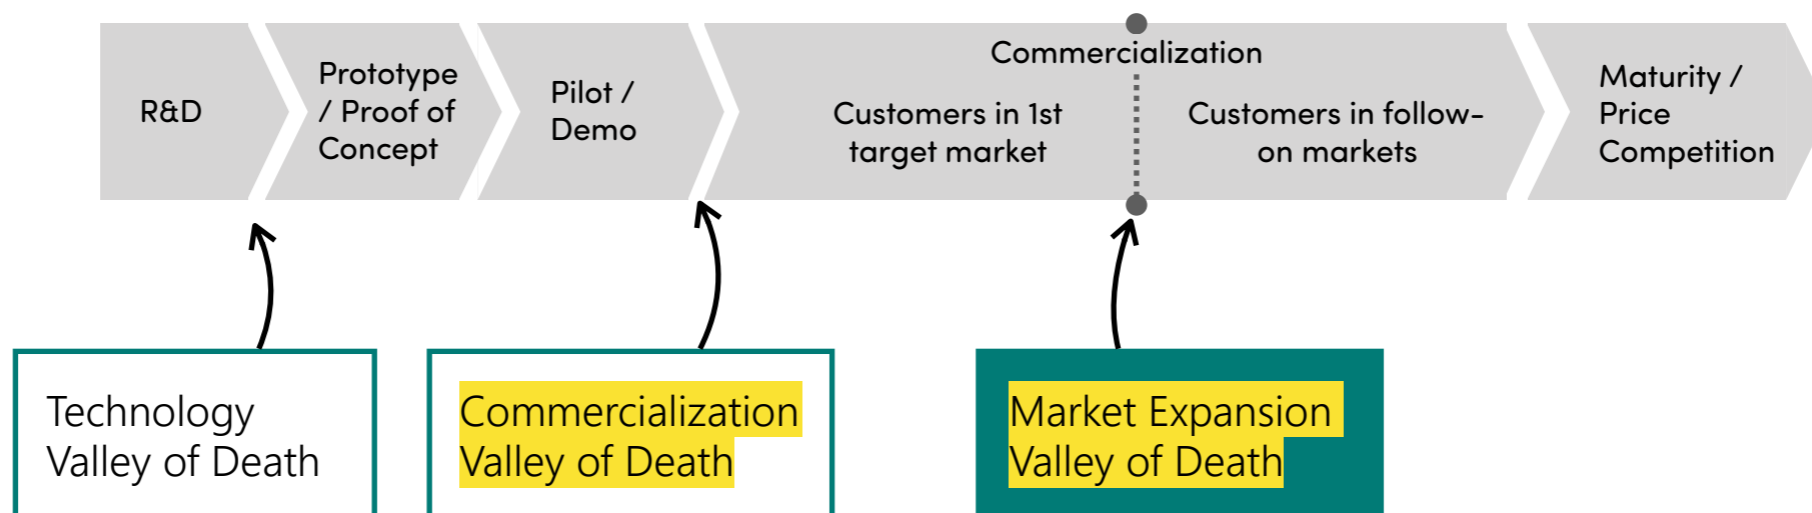 R&D
Prototype
/ Proof of
Concept
Pilot /
Demo
Commercialization
Customers in 1st
target market
Customers in follow-
on markets
Maturity /
Price
Competition
Technology
Valley of Death
Commercialization
Valley of Death
Market Expansion
Valley of Death